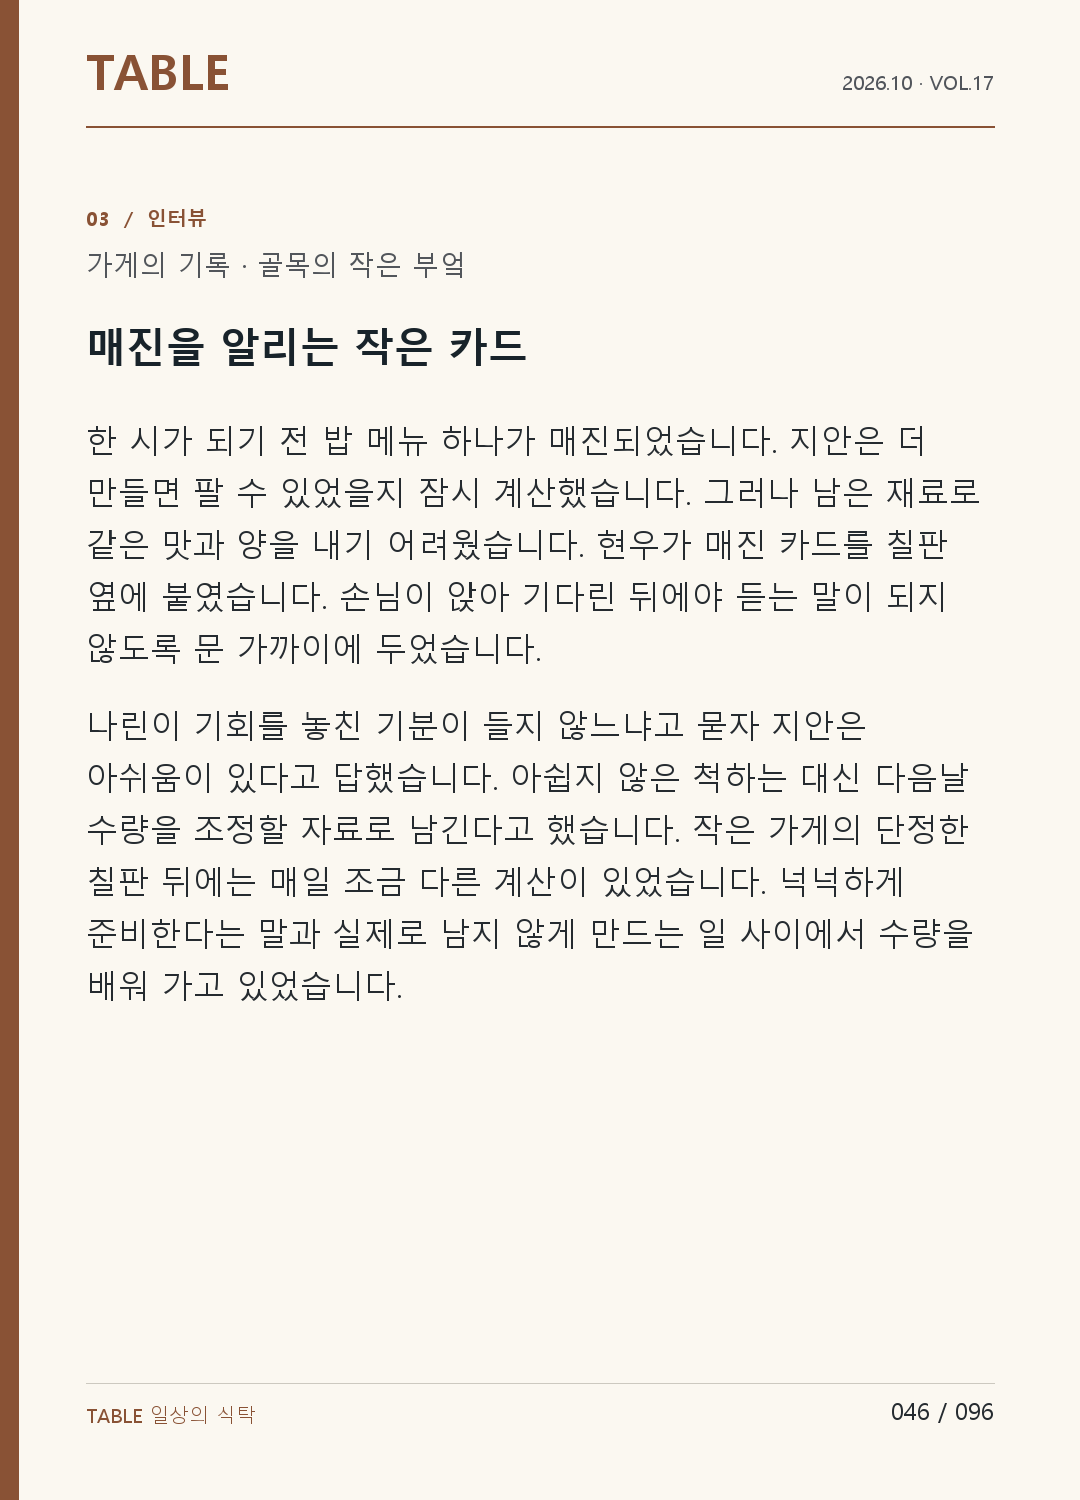 TABLE
2026.10 · VOL.17
03 / 인터뷰
가게의 기록 · 골목의 작은 부엌
매진을 알리는 작은 카드
한 시가 되기 전 밥 메뉴 하나가 매진되었습니다. 지안은 더
만들면 팔 수 있었을지 잠시 계산했습니다. 그러나 남은 재료로
같은 맛과 양을 내기 어려웠습니다. 현우가 매진 카드를 칠판
옆에 붙였습니다. 손님이 앉아 기다린 뒤에야 듣는 말이 되지
않도록 문 가까이에 두었습니다.
나린이 기회를 놓친 기분이 들지 않느냐고 묻자 지안은
아쉬움이 있다고 답했습니다. 아쉽지 않은 척하는 대신 다음날
수량을 조정할 자료로 남긴다고 했습니다. 작은 가게의 단정한
칠판 뒤에는 매일 조금 다른 계산이 있었습니다. 넉넉하게
준비한다는 말과 실제로 남지 않게 만드는 일 사이에서 수량을
배워 가고 있었습니다.
TABLE 일상의 식탁
046 / 096